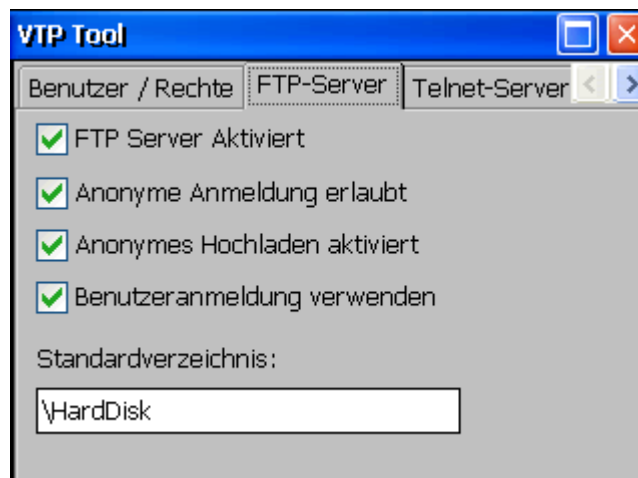 VTP Tool
Benutzer / Rechte FTP-Server Telnet-Server
FTP Server Aktiviert
Anonyme Anmeldung erlaubt
Anonymes Hochladen aktiviert
Benutzeranmeldung verwenden
Standardverzeichnis:
\HardDisk